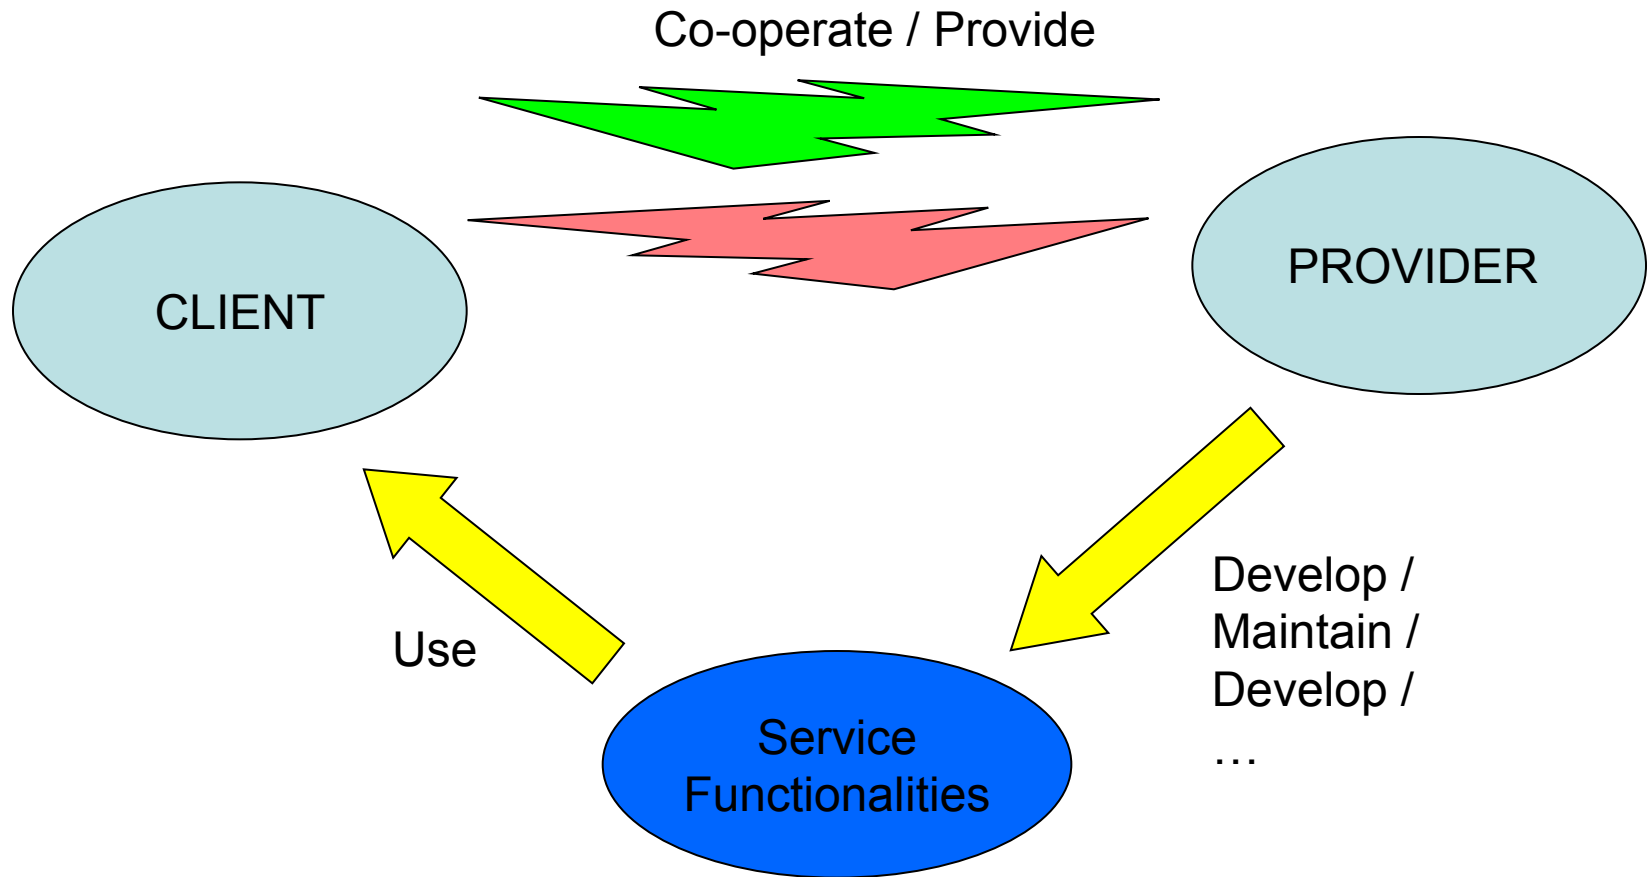 Co-operate / Provide
CLIENT
PROVIDER
Use
Develop /
Maintain /
Develop /
…
Service
Functionalities